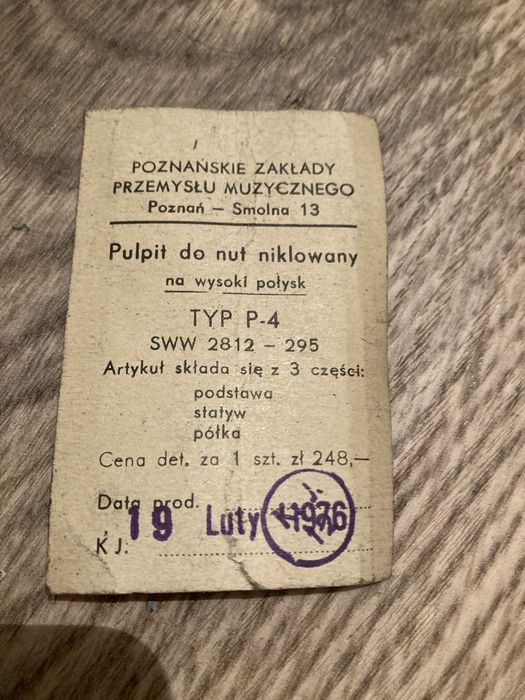 POZNAŃSKIE ZAKŁADY
PRZEMYSŁU MUZYCZNEGO
Poznań – Smolna 13
Pulpit do nut niklowany
na wysoki połysk
TYP P-4
SWW 2812 – 295
Artykuł składa się z 3 części:
podstawa
statyw
półka
Cena det. za 1 szt. zł 248,—
Data prod.
19 Luty 1976
K J.